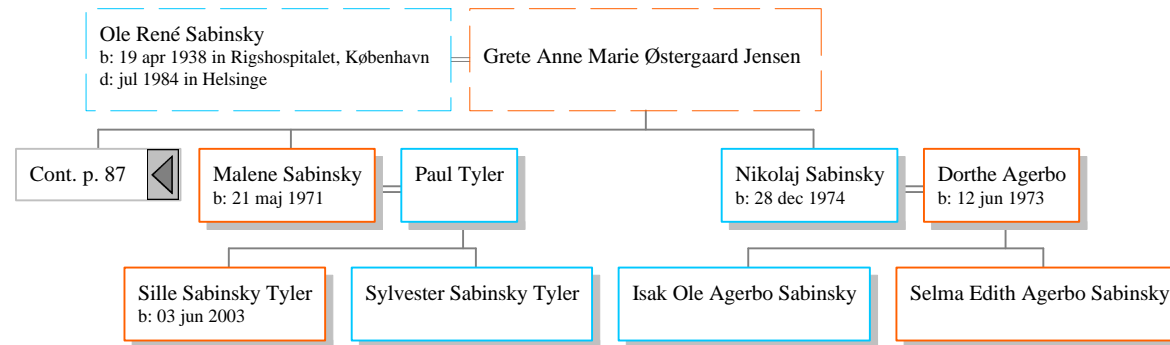 Ole René Sabinsky
b: 19 apr 1938 in Rigshospitalet, København
d: jul 1984 in Helsinge
Grete Anne Marie Østergaard Jensen
Cont. p. 87
Malene Sabinsky
b: 21 maj 1971
Paul Tyler
Nikolaj Sabinsky
b: 28 dec 1974
Dorthe Agerbo
b: 12 jun 1973
Sille Sabinsky Tyler
b: 03 jun 2003
Sylvester Sabinsky Tyler
Isak Ole Agerbo Sabinsky
Selma Edith Agerbo Sabinsky